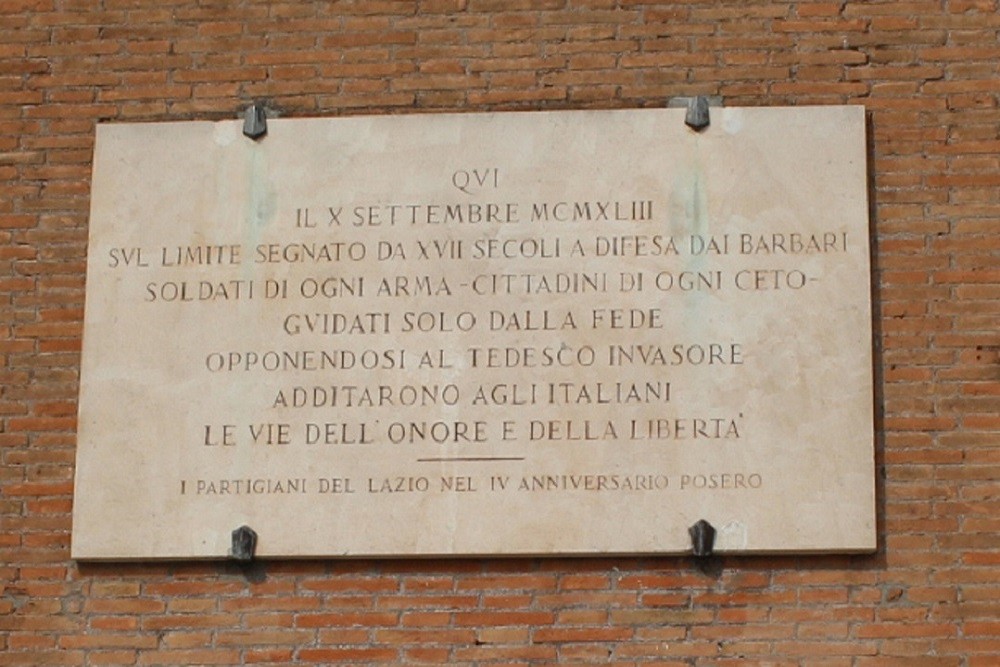 QVI
IL X SETTEMBRE MCMXLIII
SVL LIMITE SEGNATO DA XVII SECOLI A DIFESA DAI BARBARI
SOLDATI DI OGNI ARMA - CITTADINI DI OGNI CETO -
GVIDATI SOLO DALLA FEDE
OPPONENDOSI AL TEDESCO INVASORE
ADDITARONO AGLI ITALIANI
LE VIE DELL'ONORE E DELLA LIBERTA'
I PARTIGIANI DEL LAZIO NEL IV ANNIVERSARIO POSERO